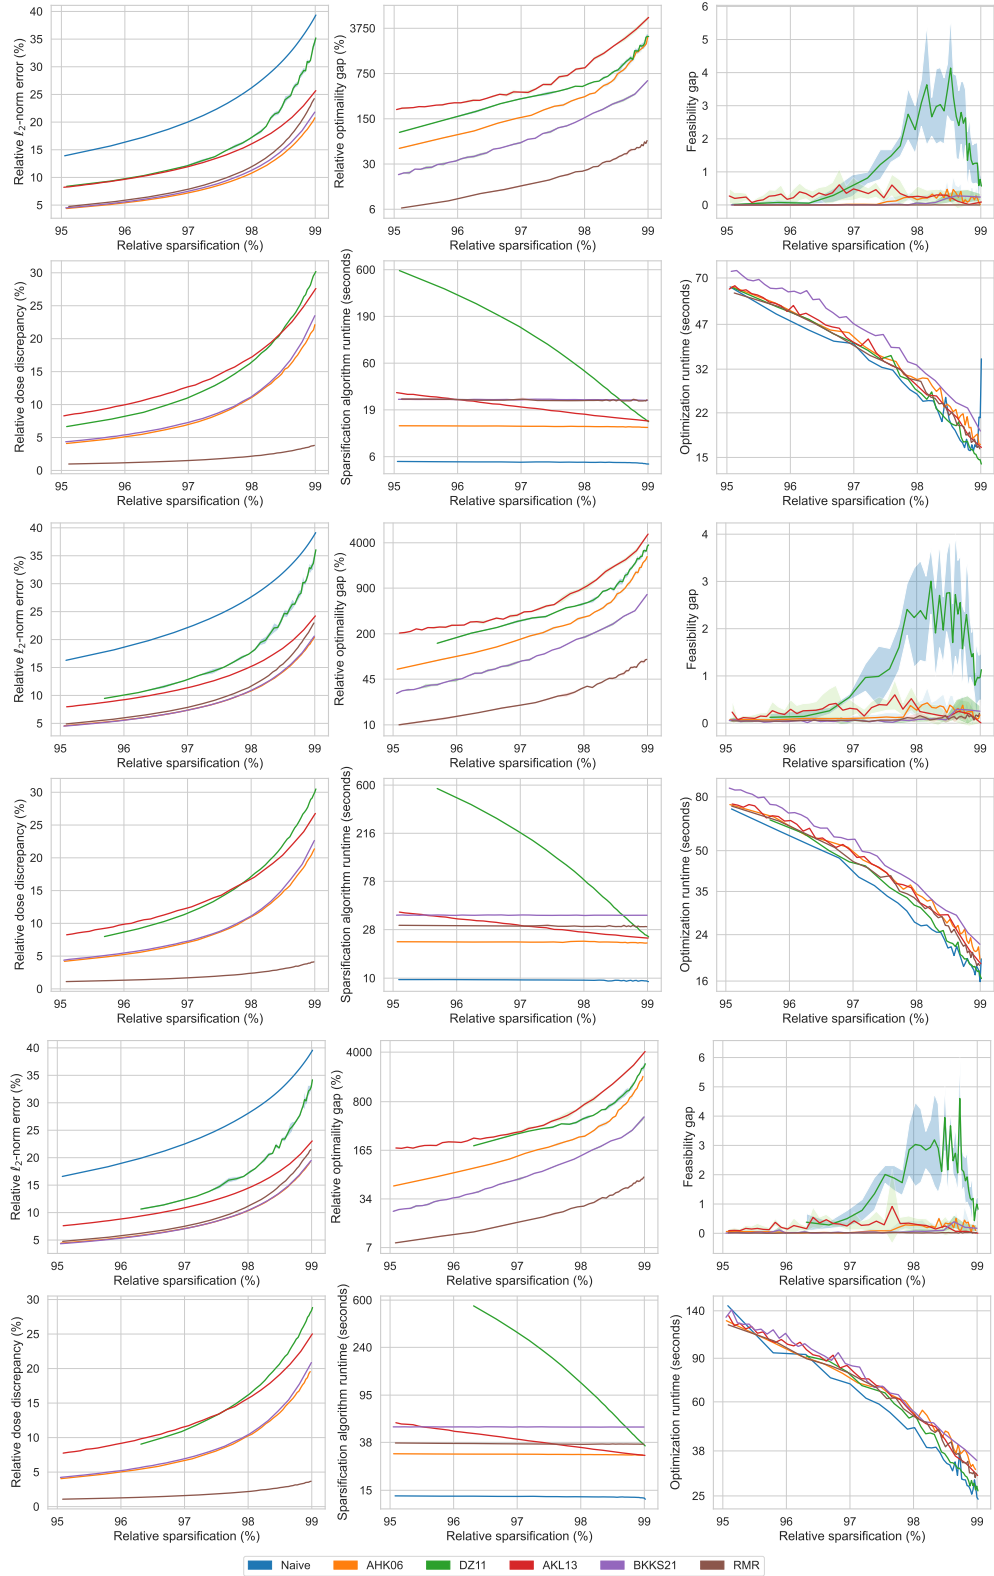 40
35
30
25
20
15
10
5
95 96 97 98 99
Relative ℓ2-norm error (%)
Relative sparsification (%)
3750
750
150
30
6
95 96 97 98 99
Relative optimaility gap (%)
Relative sparsification (%)
6
5
4
3
2
1
0
95 96 97 98 99
Feasibility gap
Relative sparsification (%)
30
25
20
15
10
5
0
95 96 97 98 99
Relative dose discrepancy (%)
Relative sparsification (%)
600
190
60
19
6
95 96 97 98 99
Sparsification algorithm runtime (seconds)
Relative sparsification (%)
70
47
32
22
15
95 96 97 98 99
Optimization runtime (seconds)
Relative sparsification (%)
40
35
30
25
20
15
10
5
95 96 97 98 99
Relative ℓ2-norm error (%)
Relative sparsification (%)
4000
900
200
45
10
95 96 97 98 99
Relative optimaility gap (%)
Relative sparsification (%)
4
3
2
1
0
95 96 97 98 99
Feasibility gap
Relative sparsification (%)
30
25
20
15
10
5
0
95 96 97 98 99
Relative dose discrepancy (%)
Relative sparsification (%)
600
216
78
28
10
95 96 97 98 99
Sparsification algorithm runtime (seconds)
Relative sparsification (%)
80
50
35
24
16
95 96 97 98 99
Optimization runtime (seconds)
Relative sparsification (%)
40
35
30
25
20
15
10
5
95 96 97 98 99
Relative ℓ2-norm error (%)
Relative sparsification (%)
4000
800
165
34
7
95 96 97 98 99
Relative optimaility gap (%)
Relative sparsification (%)
6
5
4
3
2
1
0
95 96 97 98 99
Feasibility gap
Relative sparsification (%)
30
25
20
15
10
5
0
95 96 97 98 99
Relative dose discrepancy (%)
Relative sparsification (%)
600
240
95
38
15
95 96 97 98 99
Sparsification algorithm runtime (seconds)
Relative sparsification (%)
140
90
60
38
25
95 96 97 98 99
Optimization runtime (seconds)
Relative sparsification (%)
Naive AHK06 DZ11 AKL13 BKKS21 RMR